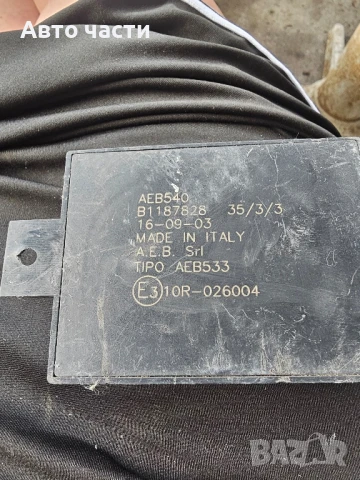 Авто части
AEB540
B1187828 35/3/3
16-09-03
MADE IN ITALY
A.E.B. Srl
TIPO AEB533
E3 10R-026004
BAZAR